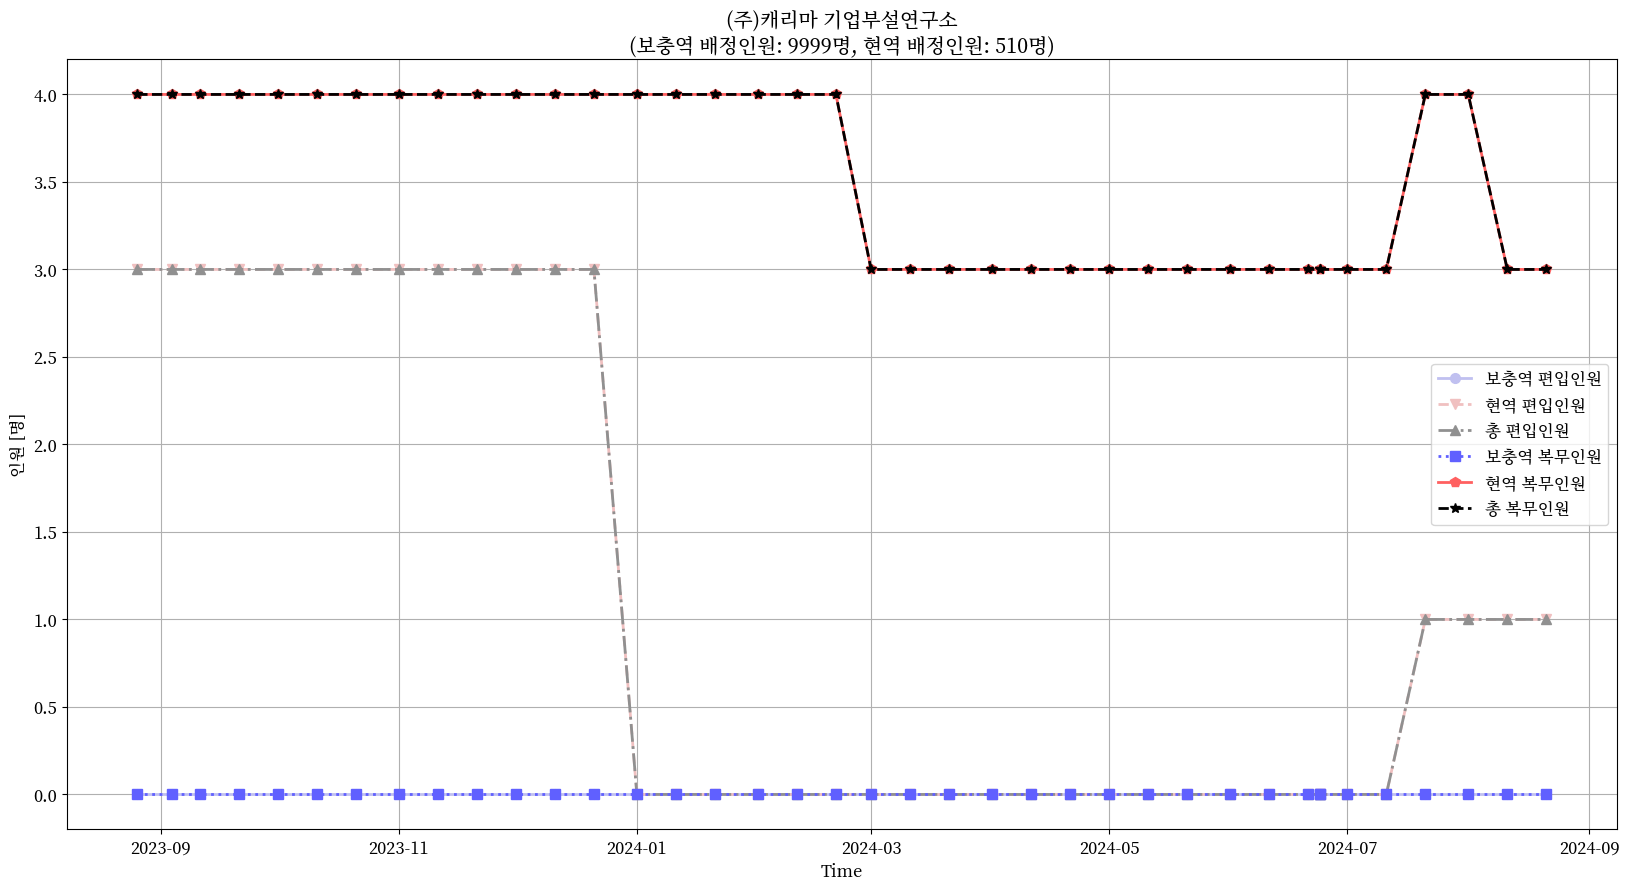 (주)캐리마 기업부설연구소
(보충역 배정인원: 9999명, 현역 배정인원: 510명)
인원 [명]
4.0
3.5
3.0
2.5
2.0
1.5
1.0
0.5
0.0
보충역 편입인원
현역 편입인원
총 편입인원
보충역 복무인원
현역 복무인원
총 복무인원
2023-09 2023-11 2024-01 2024-03 2024-05 2024-07 2024-09
Time